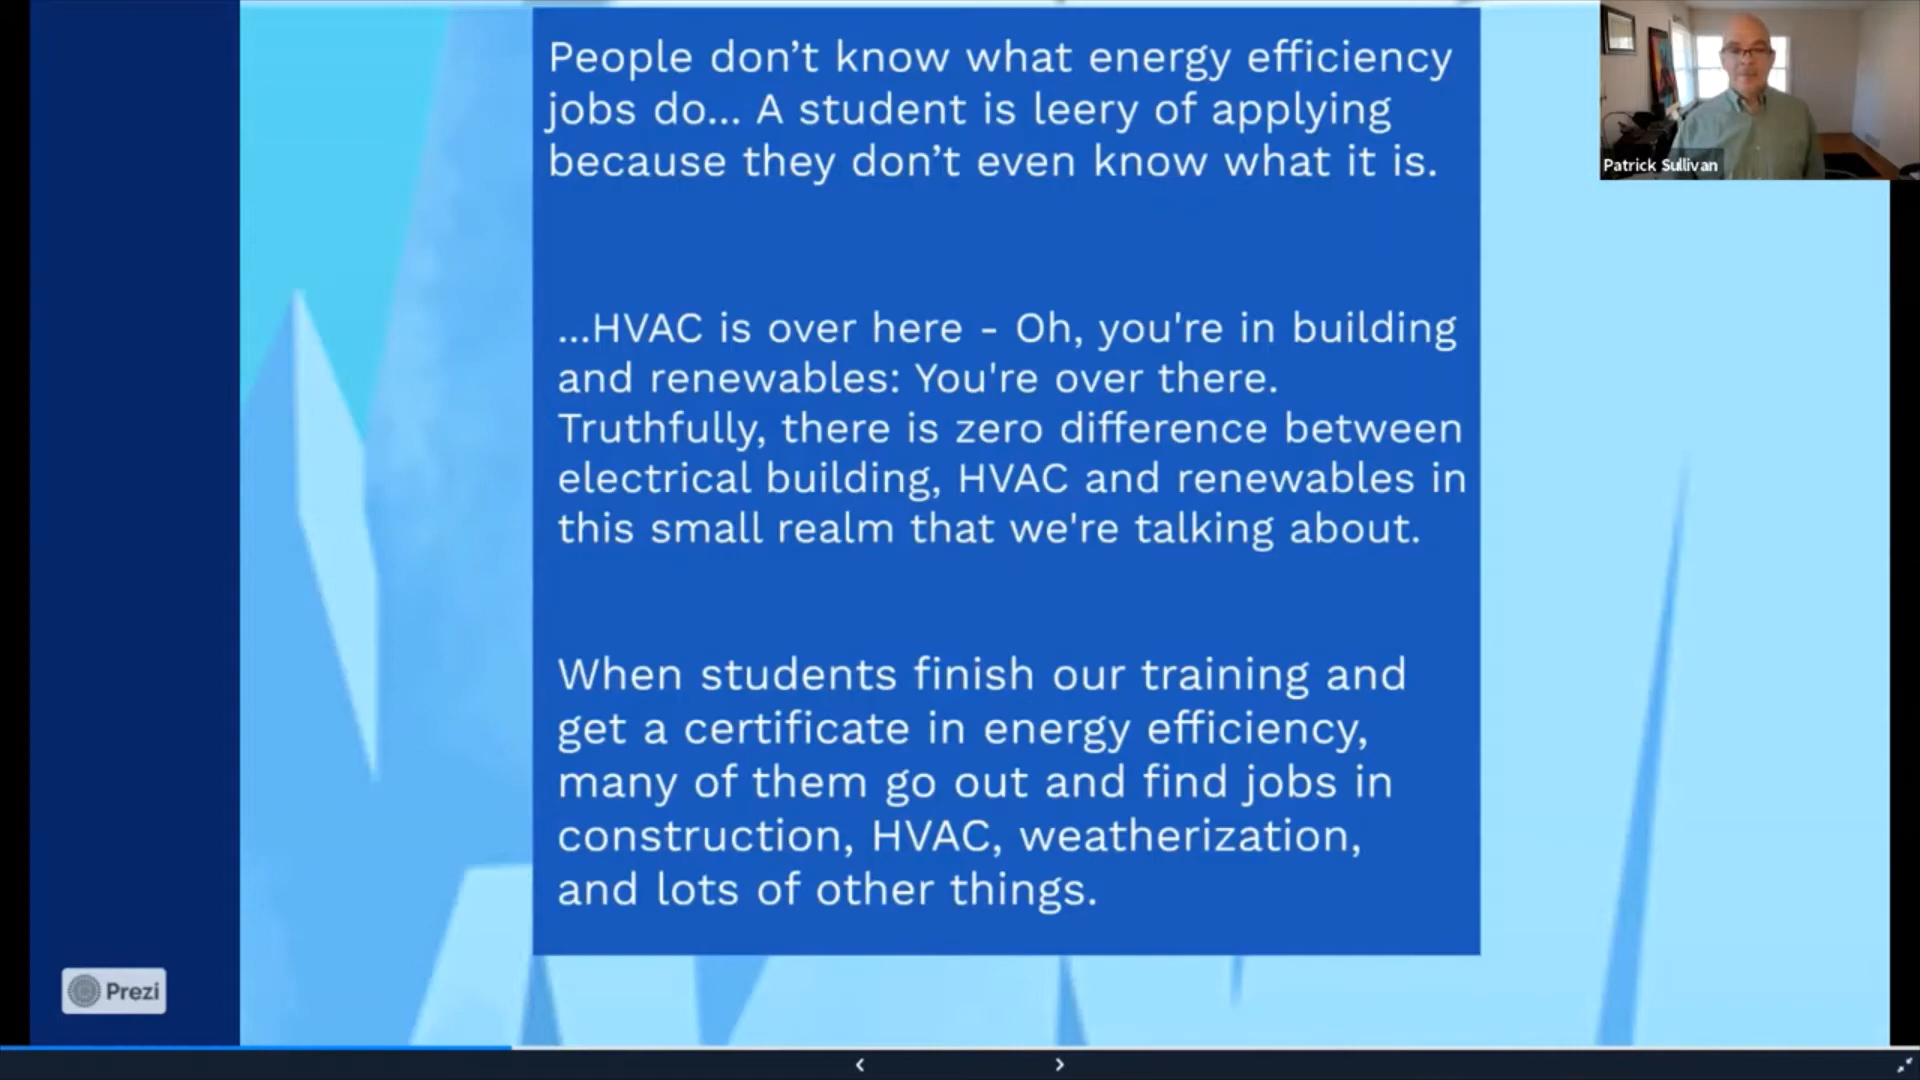 People don’t know what energy efficiency
jobs do... A student is leery of applying
because they don’t even know what it is.
...HVAC is over here - Oh, you're in building
and renewables: You're over there.
Truthfully, there is zero difference between
electrical building, HVAC and renewables in
this small realm that we're talking about.
When students finish our training and
get a certificate in energy efficiency,
many of them go out and find jobs in
construction, HVAC, weatherization,
and lots of other things.
Patrick Sullivan
Prezi